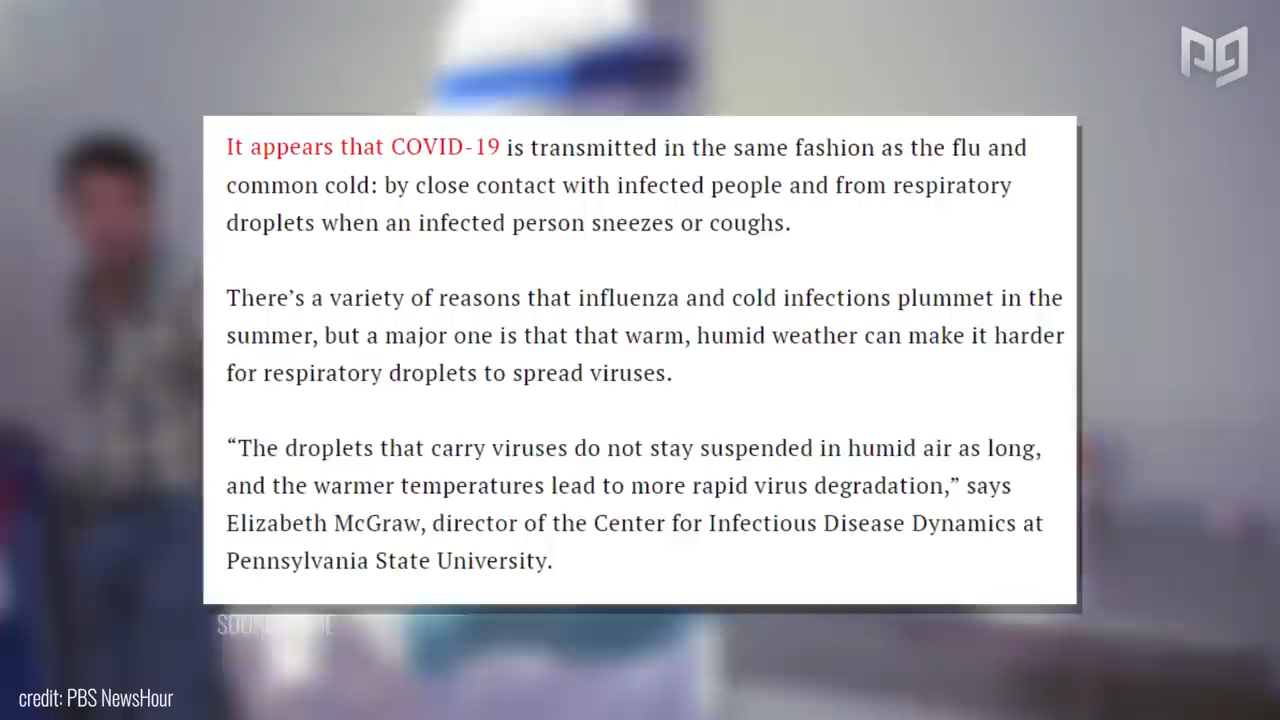 PG
It appears that COVID-19 is transmitted in the same fashion as the flu and
common cold: by close contact with infected people and from respiratory
droplets when an infected person sneezes or coughs.
There’s a variety of reasons that influenza and cold infections plummet in the
summer, but a major one is that that warm, humid weather can make it harder
for respiratory droplets to spread viruses.
“The droplets that carry viruses do not stay suspended in humid air as long,
and the warmer temperatures lead to more rapid virus degradation,” says
Elizabeth McGraw, director of the Center for Infectious Disease Dynamics at
Pennsylvania State University.
credit: PBS NewsHour